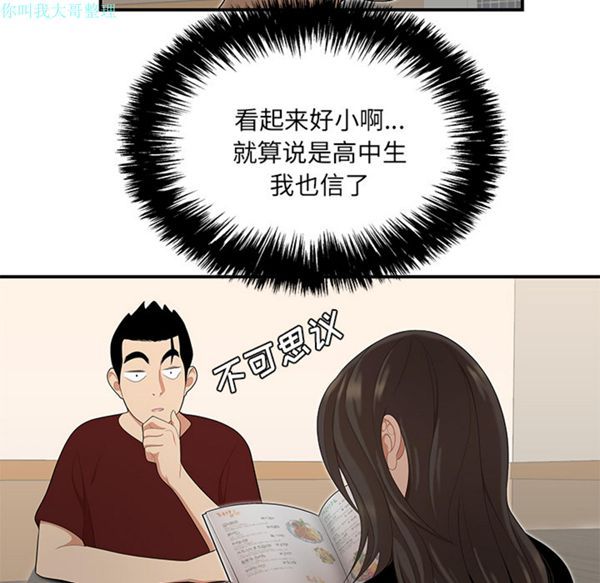 你叫我大哥整理
看起来好小啊...
就算说是高中生
我也信了
不可思议